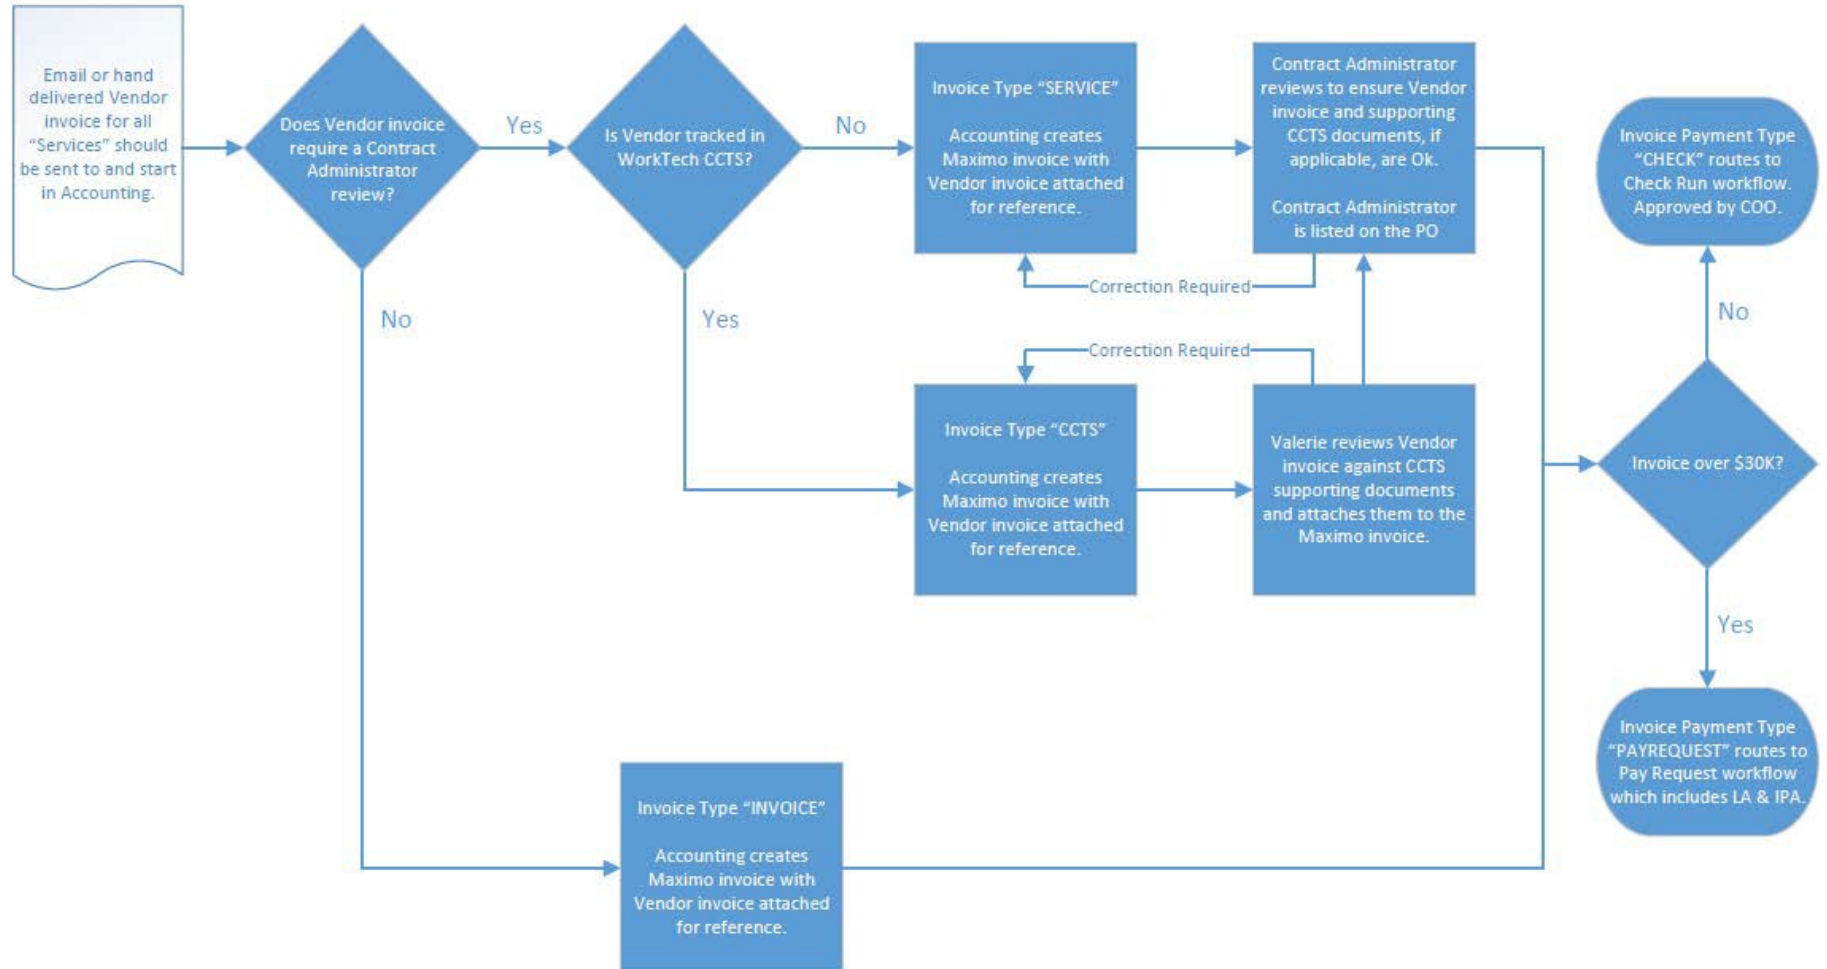 Email or hand
delivered Vendor
invoice for all
“Services” should
be sent to and start
in Accounting.
Does Vendor invoice
require a Contract
Administrator
review?
Yes
No
Is Vendor tracked in
WorkTech CCTS?
No
Yes
Invoice Type “SERVICE”
Accounting creates
Maximo invoice with
Vendor invoice attached
for reference.
Contract Administrator
reviews to ensure Vendor
invoice and supporting
CCTS documents, if
applicable, are Ok.
Contract Administrator
is listed on the PO
Correction Required
Correction Required
Invoice Type “CCTS”
Accounting creates
Maximo invoice with
Vendor invoice attached
for reference.
Valerie reviews Vendor
invoice against CCTS
supporting documents
and attaches them to the
Maximo invoice.
Invoice Type “INVOICE”
Accounting creates
Maximo invoice with
Vendor invoice attached
for reference.
Invoice Payment Type
“CHECK” routes to
Check Run workflow.
Approved by COO.
No
Invoice over $30K?
Yes
Invoice Payment Type
“PAYREQUEST” routes to
Pay Request workflow
which includes LA & IPA.